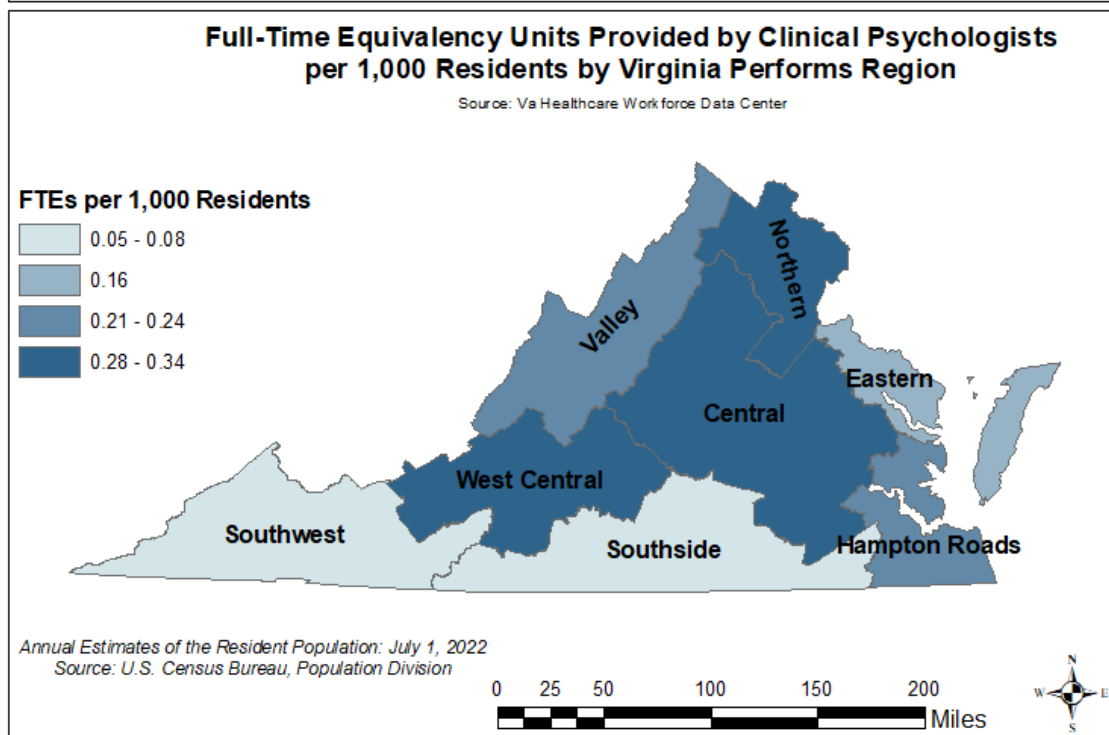 Full-Time Equivalency Units Provided by Clinical Psychologists
per 1,000 Residents by Virginia Performs Region
Source: Va Healthcare Workforce Data Center
FTEs per 1,000 Residents
0.05 - 0.08
0.16
0.21 - 0.24
0.28 - 0.34
Northern
Valley
Eastern
Central
West Central
Southwest
Southside
Hampton Roads
Annual Estimates of the Resident Population: July 1, 2022
Source: U.S. Census Bureau, Population Division
0 25 50 100 150 200
Miles
N
W E
S